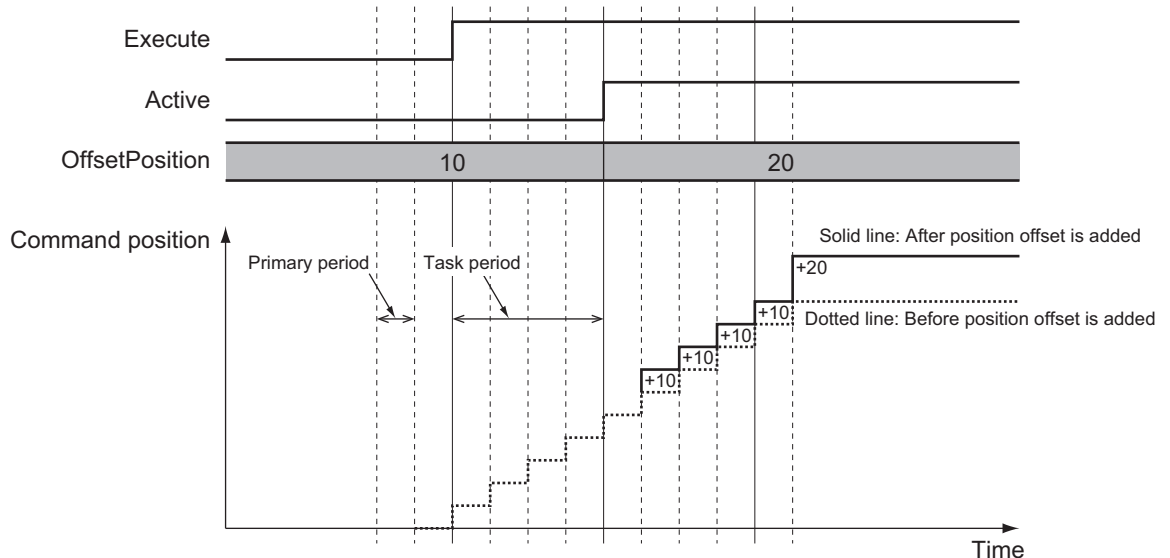 Execute
Active
OffsetPosition
10
20
Command position
Solid line: After position offset is added
Primary period
Task period
+20
Dotted line: Before position offset is added
+10
+10
+10
+10
Time